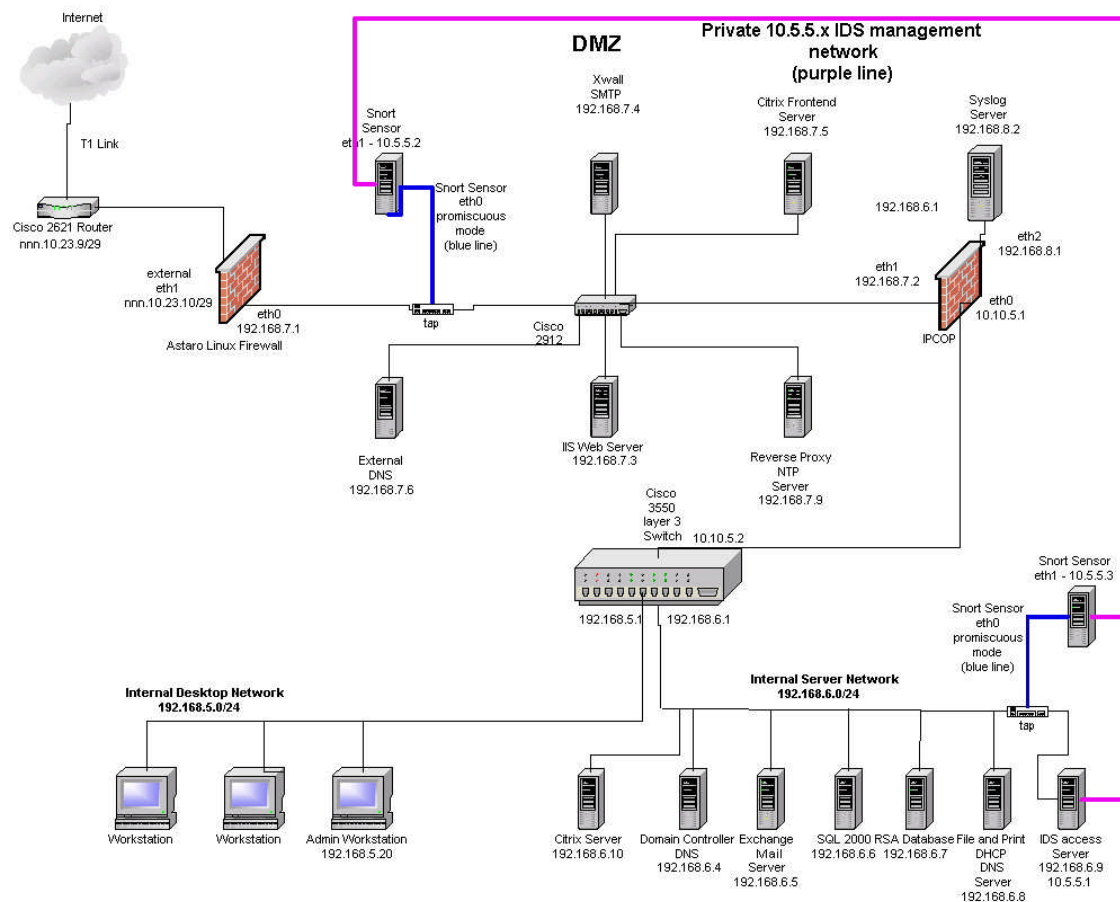 Internet
DMZ
Private 10.5.5.x IDS management
network
(purple line)
Xwall
SMTP
192.168.7.4
Citrix Frontend
Server
192.168.7.5
Syslog
Server
192.168.8.2
Snort
Sensor
eth1 - 10.5.5.2
T1 Link
Snort Sensor
eth0
promiscuous
mode
(blue line)
Cisco 2621 Router
nnn.10.23.9/29
192.168.6.1
eth2
192.168.8.1
external
eth1
nnn.10.23.10/29
eth1
192.168.7.2
eth0
10.10.5.1
eth0
192.168.7.1
Astaro Linux Firewall
tap
Cisco
2912
IPCOP
External
DNS
192.168.7.6
IIS Web Server
192.168.7.3
Reverse Proxy
NTP
Server
192.168.7.9
Cisco
3550
layer 3
Switch
10.10.5.2
Snort Sensor
eth1 - 10.5.5.3
192.168.5.1
192.168.6.1
Snort Sensor
eth0
promiscuous
mode
(blue line)
Internal Desktop Network
192.168.5.0/24
Internal Server Network
192.168.6.0/24
tap
Workstation
Workstation
Admin Workstation
192.168.5.20
Citrix Server
192.168.6.10
Domain Controller
DNS
192.168.6.4
Exchange
Mail
Server
192.168.6.5
SQL 2000
192.168.6.6
RSA Database
192.168.6.7
File and Print
DHCP
DNS
Server
192.168.6.8
IDS access
Server
192.168.6.9
10.5.5.1